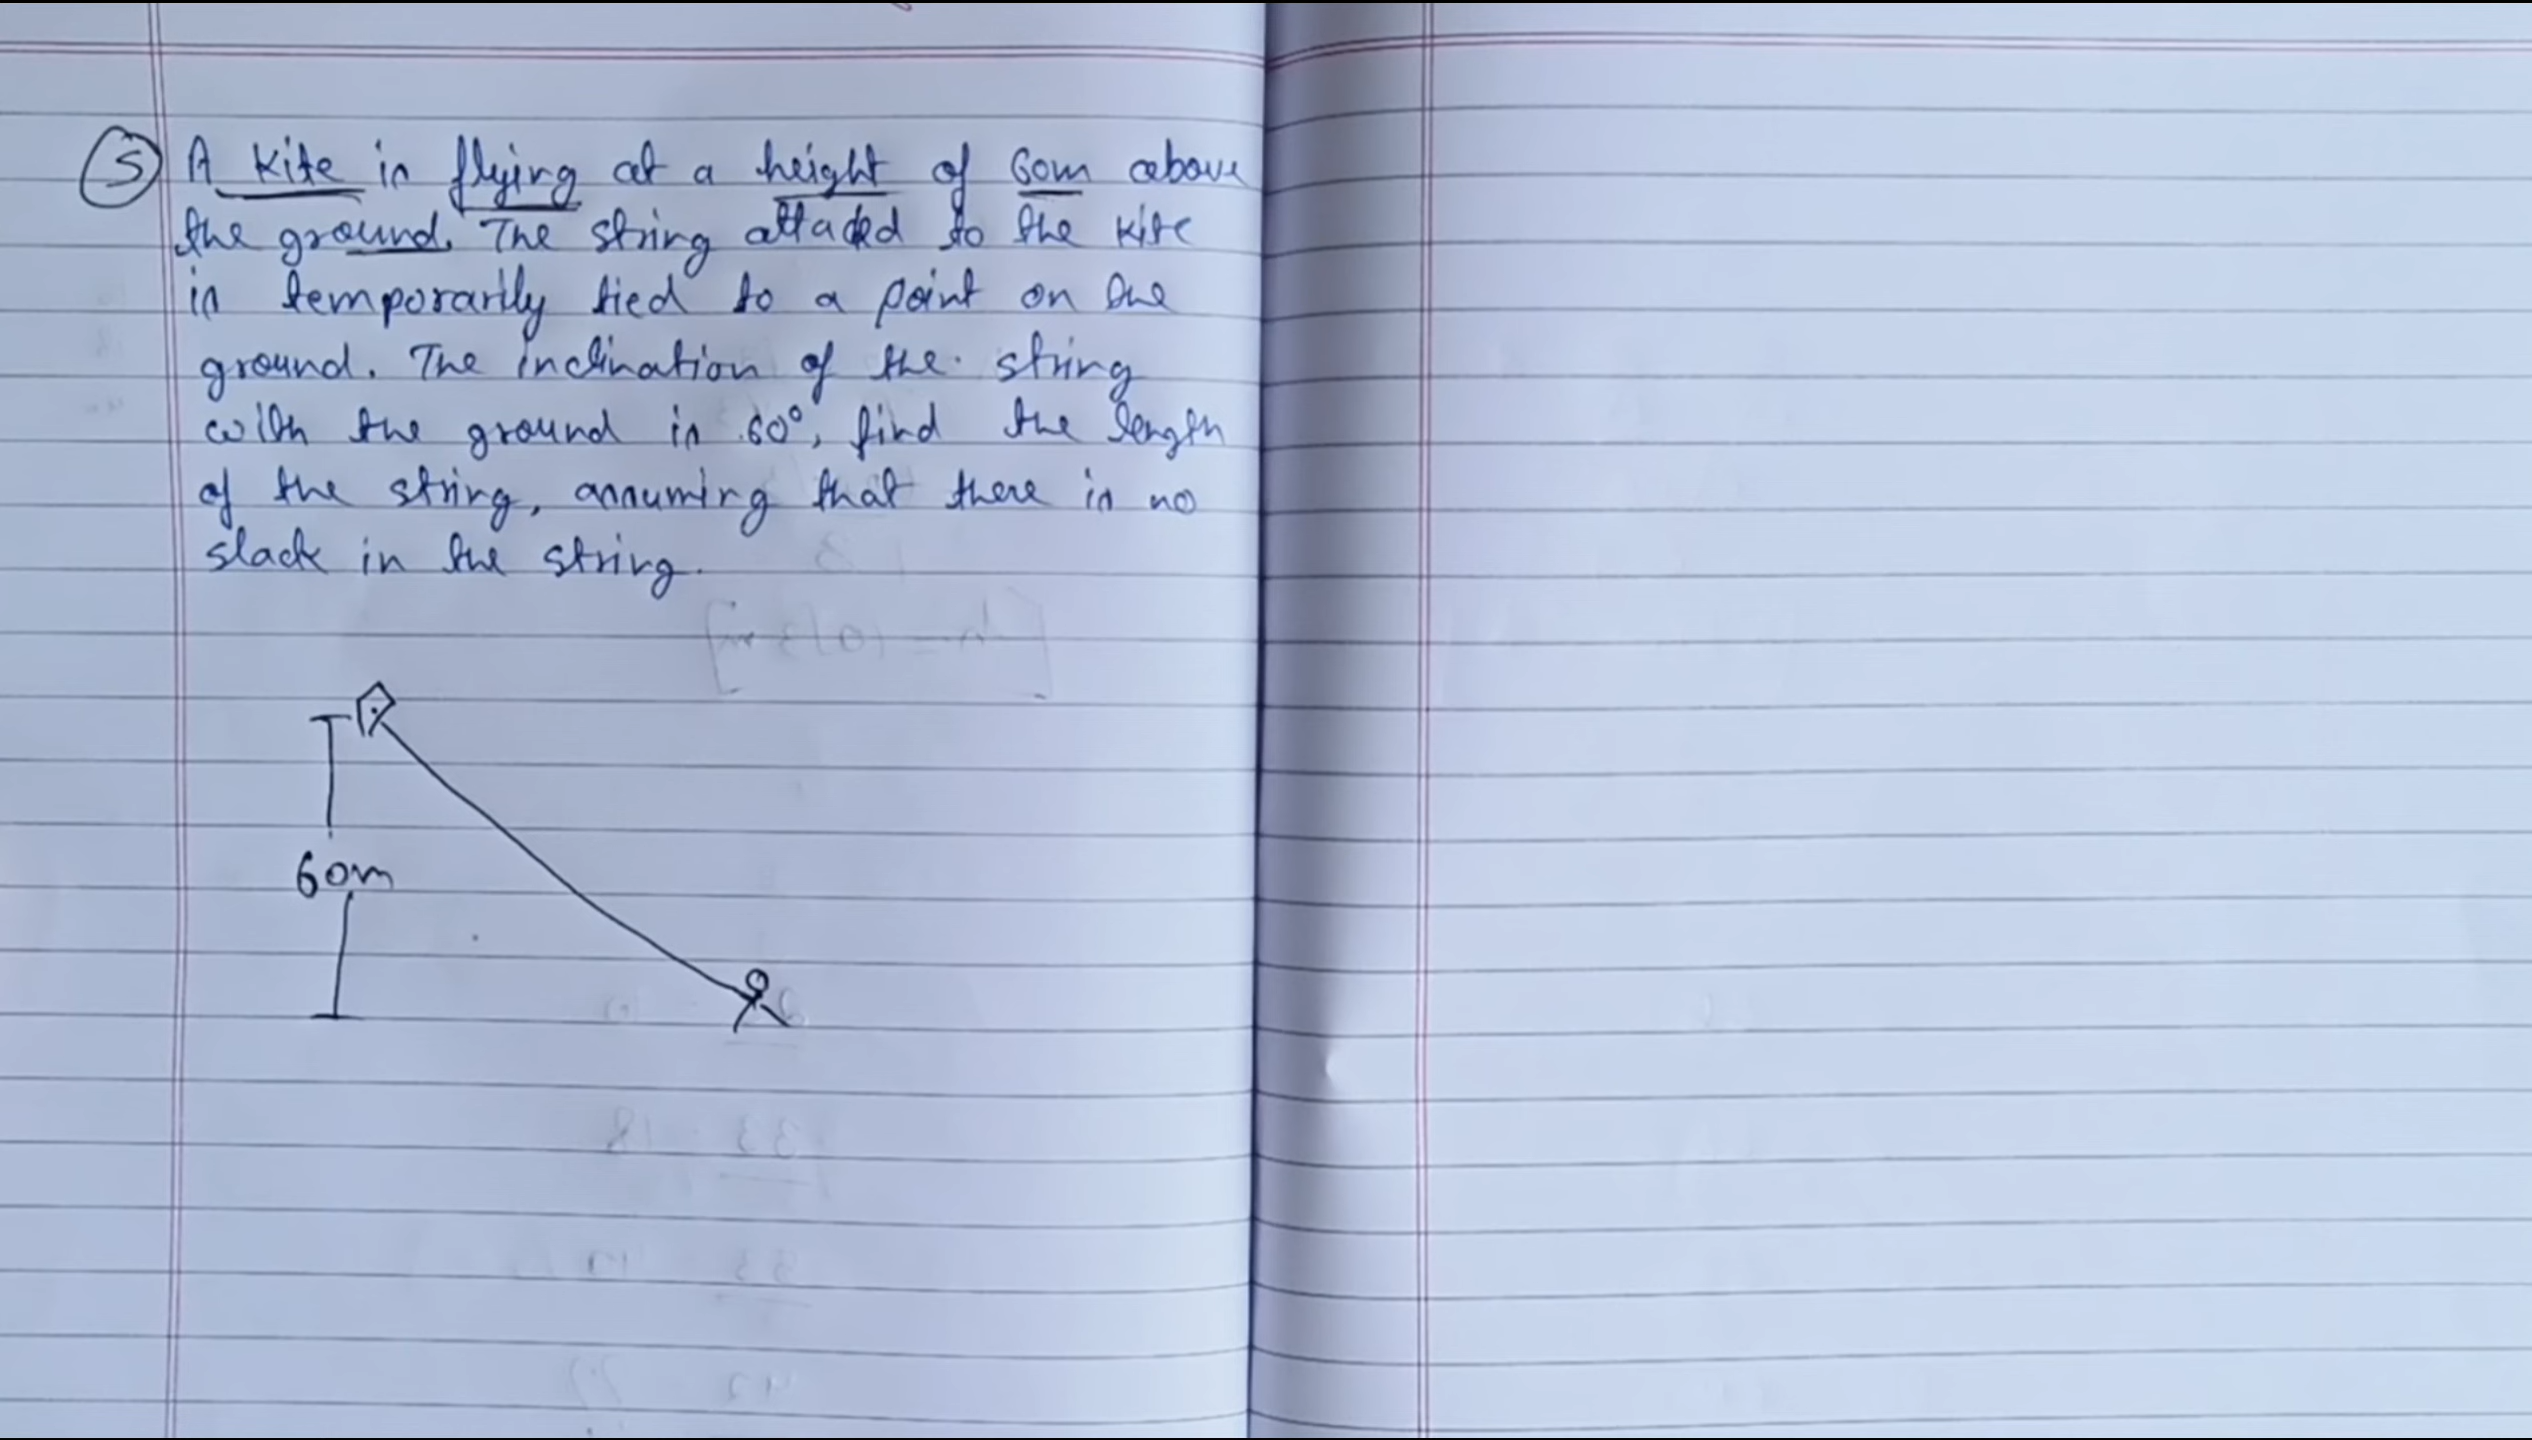 5 A kite is flying at a height of 60m above
the ground. The string attacled to the kite
is temporarily tied to a point on the
ground. The inclination of the string
with the ground is 60°, find the length
of the string, assuming that there is no
slack in the string.
60m